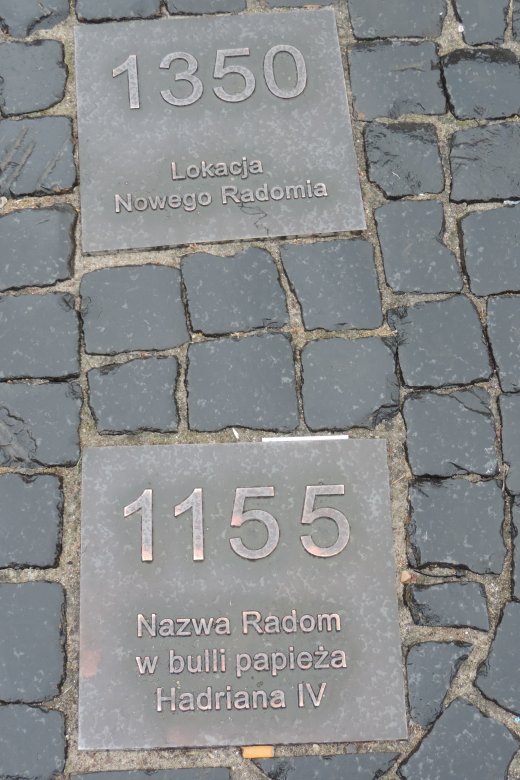 1350
Lokacja
Nowego Radomia
1155
Nazwa Radom
w bulli papieża
Hadriana IV